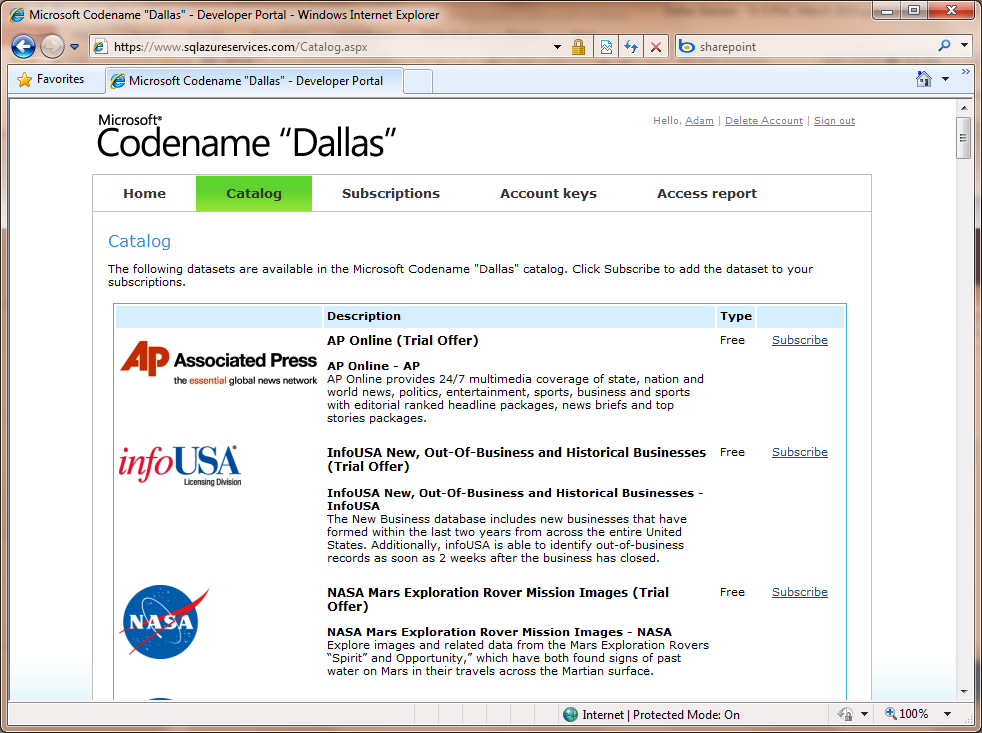 Microsoft Codename "Dallas" - Developer Portal - Windows Internet Explorer
https://www.sqlazureservices.com/Catalog.aspx
sharepoint
Favorites
Microsoft Codename "Dallas" - Developer Portal
Microsoft®
Codename “Dallas”
Hello, Adam | Delete Account | Sign out
Home
Catalog
Subscriptions
Account keys
Access report
Catalog
The following datasets are available in the Microsoft Codename "Dallas" catalog. Click Subscribe to add the dataset to your
subscriptions.
Description
Type
AP Associated Press
the essential global news network
AP Online (Trial Offer)
Free
Subscribe
AP Online - AP
AP Online provides 24/7 multimedia coverage of state, nation and
world news, politics, entertainment, sports, business and sports
with editorial ranked headline packages, news briefs and top
stories packages.
infoUSA®
Licensing Division
InfoUSA New, Out-Of-Business and Historical Businesses
(Trial Offer)
Free
Subscribe
InfoUSA New, Out-Of-Business and Historical Businesses -
InfoUSA
The New Business database includes new businesses that have
formed within the last two years from across the entire United
States. Additionally, infoUSA is able to identify out-of-business
records as soon as 2 weeks after the business has closed.
NASA
NASA Mars Exploration Rover Mission Images (Trial
Offer)
Free
Subscribe
NASA Mars Exploration Rover Mission Images - NASA
Explore images and related data from the Mars Exploration Rovers
“Spirit” and Opportunity,” which have both found signs of past
water on Mars in their travels across the Martian surface.
Internet | Protected Mode: On
100%